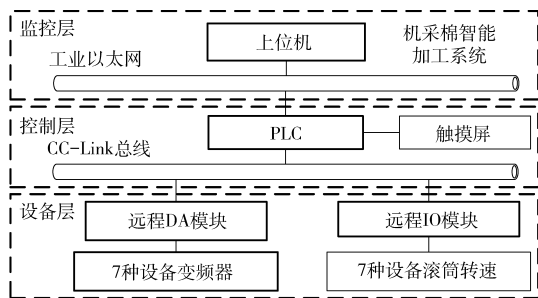 监控层
上位机
机采棉智能
加工系统
工业以太网
控制层
PLC
触摸屏
CC-Link总线
设备层
远程DA模块
远程IO模块
7种设备变频器
7种设备滚筒转速